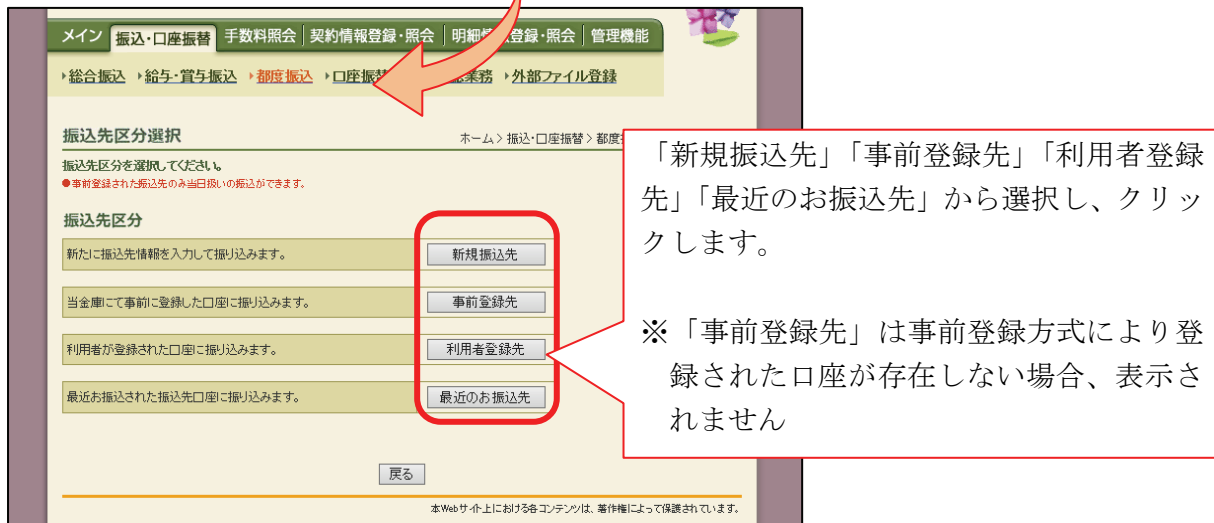 メイン 振込・口座振替 手数料照会 契約情報登録・照会 明細 登録・照会 管理機能
総合振込 給与・賞与振込 都度振込 口座振替 業務 外部ファイル登録
振込先区分選択
ホーム > 振込・口座振替 > 都度
振込先区分を選択してください。
●事前登録された振込先のみ当日扱いの振込ができます。
振込先区分
新たに振込先情報を入力して振り込みます。 新規振込先
当金庫にて事前に登録した口座に振り込みます。 事前登録先
利用者が登録された口座に振り込みます。 利用者登録先
最近お振込された振込先口座に振り込みます。 最近のお振込先
戻る
本Webサイト上における各コンテンツは、著作権によって保護されています。
「新規振込先」「事前登録先」「利用者登録
先」「最近のお振込先」から選択し、クリッ
クします。
※「事前登録先」は事前登録方式により登
録された口座が存在しない場合、表示さ
れません